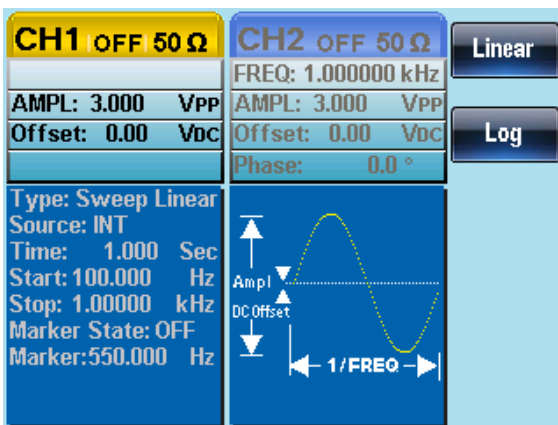 CH1 OFF 50 Ω
AMPL: 3.000 VPP
Offset: 0.00 VDC
Type: Sweep Linear
Source: INT
Time: 1.000 Sec
Start: 100.000 Hz
Stop: 1.00000 kHz
Marker State: OFF
Marker:550.000 Hz
CH2 OFF 50 Ω
FREQ: 1.000000 kHz
AMPL: 3.000 VPP
Offset: 0.00 VDC
Phase: 0.0 °
Ampl
DC Offset
1/FREQ
Linear
Log